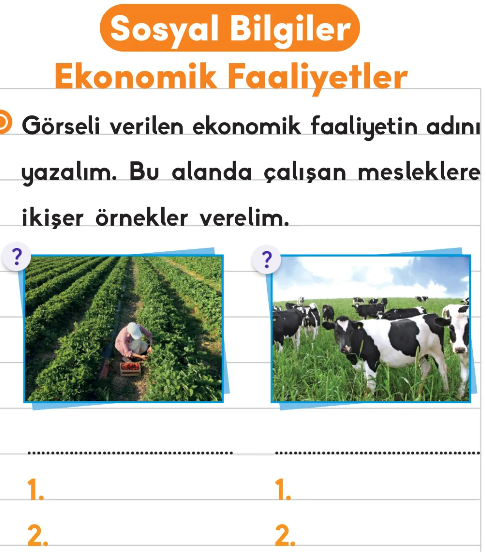 Sosyal Bilgiler
Ekonomik Faaliyetler
Görseli verilen ekonomik faaliyetin adını
yazalım. Bu alanda çalışan mesleklere
ikişer örnekler verelim.
? ?
........................................ ........................................
1. 1.
2. 2.